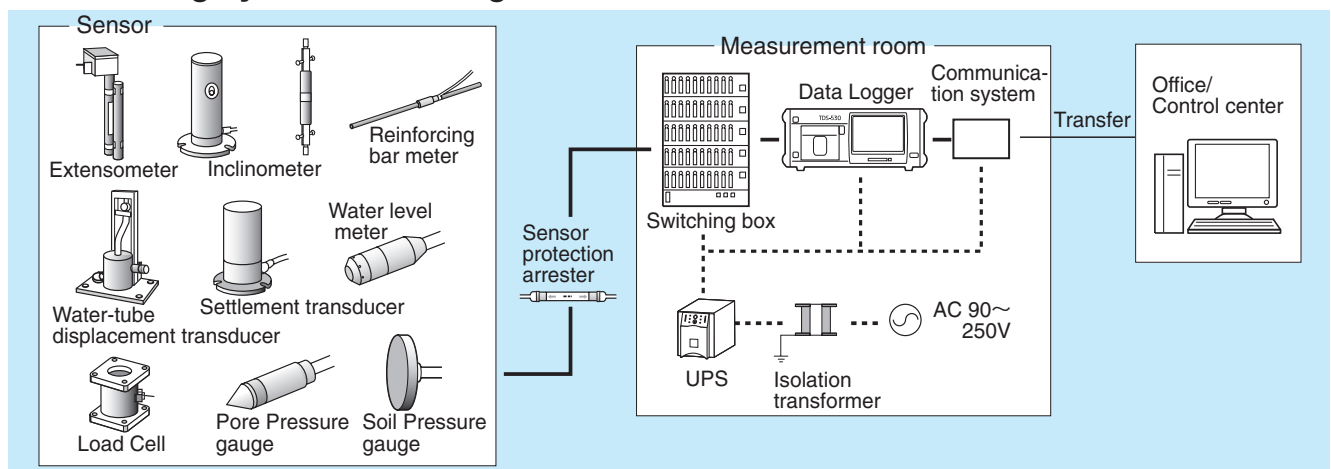 Sensor
Extensometer
Inclinometer
Reinforcing
bar meter
Water-tube
displacement transducer
Settlement transducer
Water level
meter
Load Cell
Pore Pressure
gauge
Soil Pressure
gauge
Sensor
protection
arrester
Measurement room
Switching box
Data Logger
TDS-530
Communica-
tion system
UPS
Isolation
transformer
AC 90～
250V
Transfer
Office/
Control center